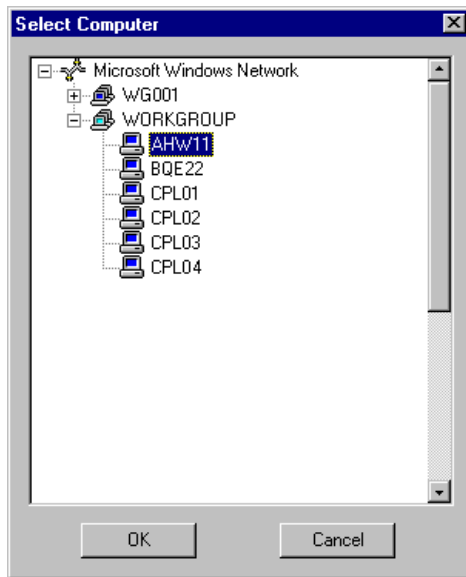 Select Computer
Microsoft Windows Network
WG001
WORKGROUP
AHW11
BQE22
CPL01
CPL02
CPL03
CPL04
OK Cancel